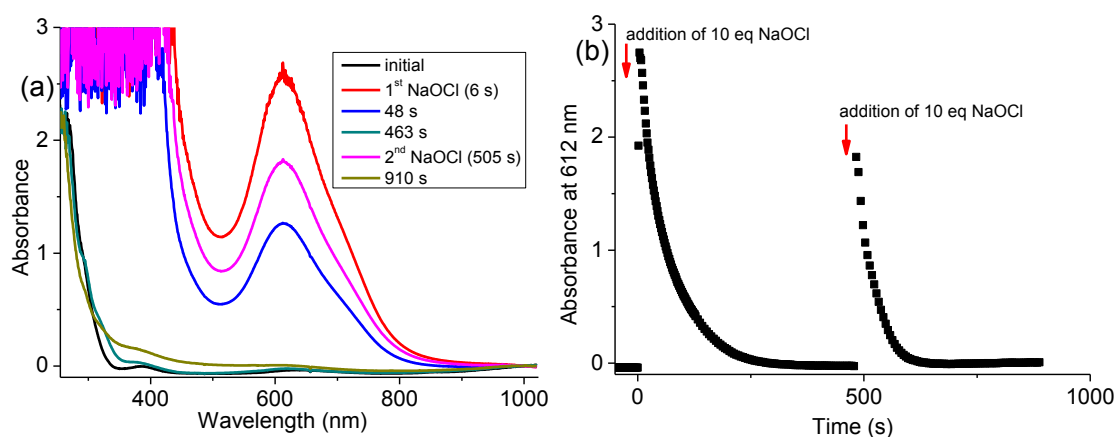 (a)
Absorbance
3
2
1
0
400
600
800
1000
Wavelength (nm)
initial
1st NaOCl (6 s)
48 s
463 s
2nd NaOCl (505 s)
910 s
(b)
Absorbance at 612 nm
3
2
1
0
0
500
1000
Time (s)
addition of 10 eq NaOCl
addition of 10 eq NaOCl